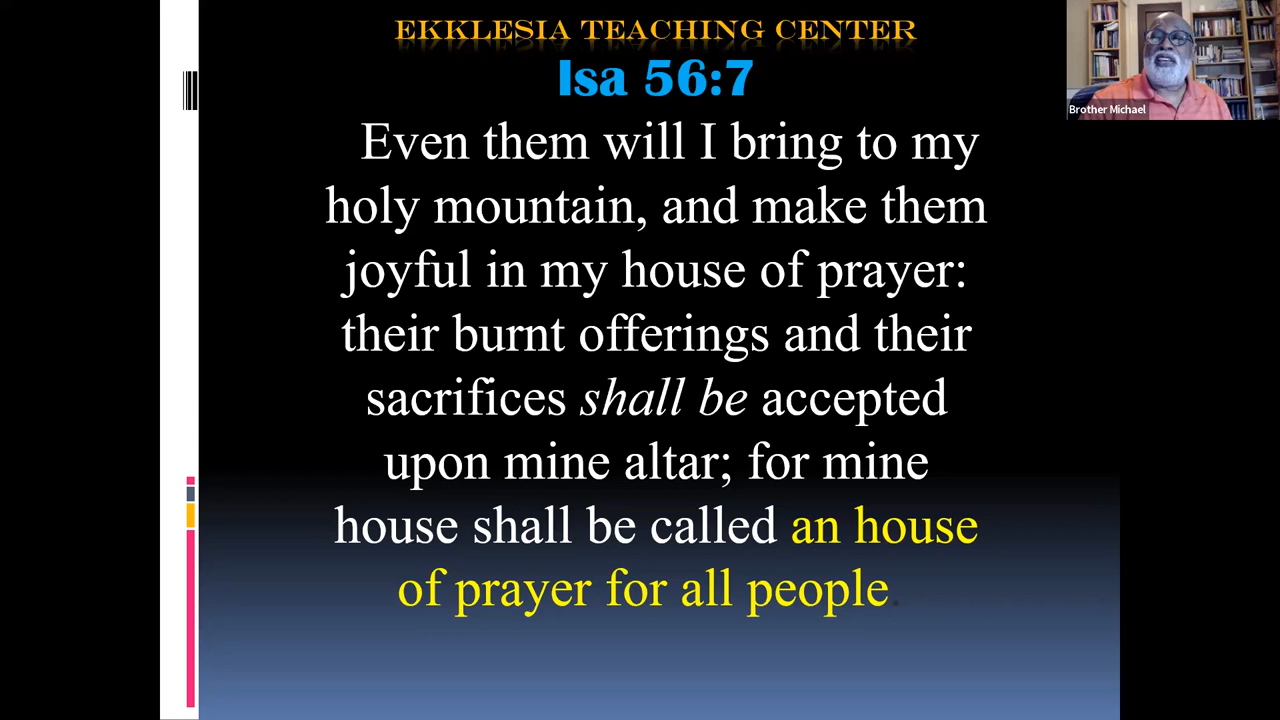 EKKLESIA TEACHING CENTER
Isa 56:7
Even them will I bring to my
holy mountain, and make them
joyful in my house of prayer:
their burnt offerings and their
sacrifices shall be accepted
upon mine altar; for mine
house shall be called an house
of prayer for all people.
Brother Michael